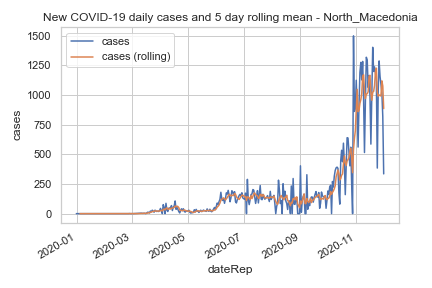 New COVID-19 daily cases and 5 day rolling mean - North_Macedonia
cases
cases (rolling)
1500
1250
1000
750
500
250
0
cases
2020-01
2020-03
2020-05
2020-07
2020-09
2020-11
dateRep